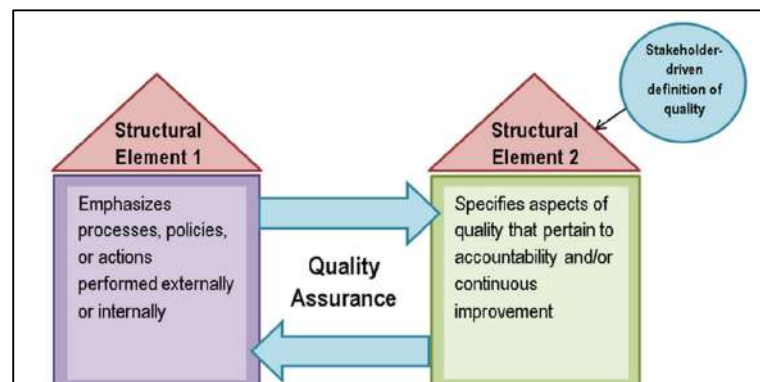 Stakeholder-
driven
definition of
quality
Structural
Element 1
Structural
Element 2
Emphasizes
processes, policies,
or actions
performed externally
or internally
Quality
Assurance
Specifies aspects of
quality that pertain to
accountability and/or
continuous
improvement